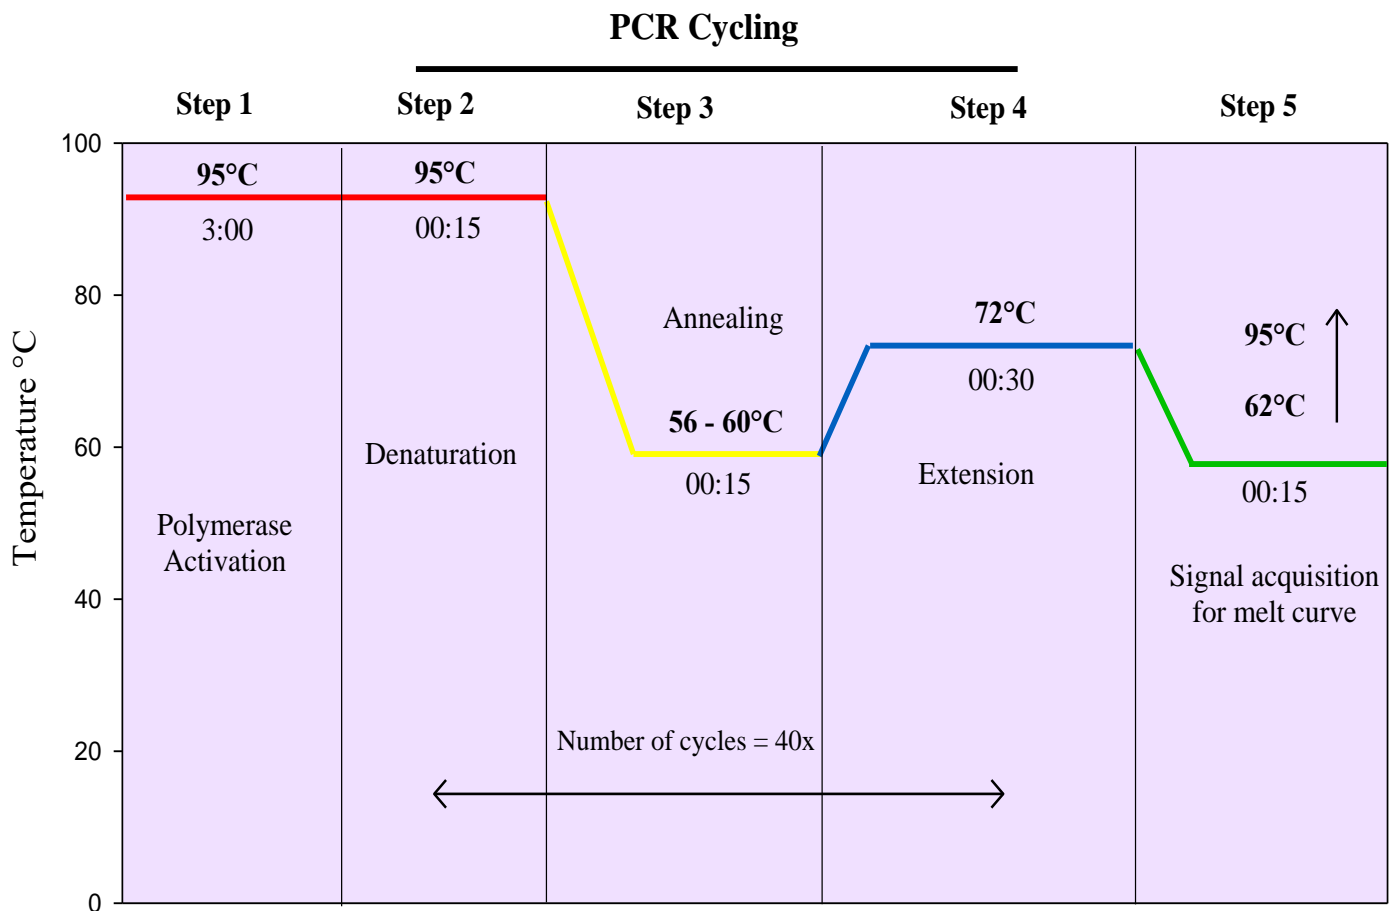 PCR Cycling
Step 1
Step 2
Step 3
Step 4
Step 5
Temperature °C
100
80
60
40
20
0
95°C
3:00
Polymerase
Activation
95°C
00:15
Denaturation
Annealing
56 - 60°C
00:15
72°C
00:30
Extension
95°C
62°C
00:15
Signal acquisition
for melt curve
Number of cycles = 40x